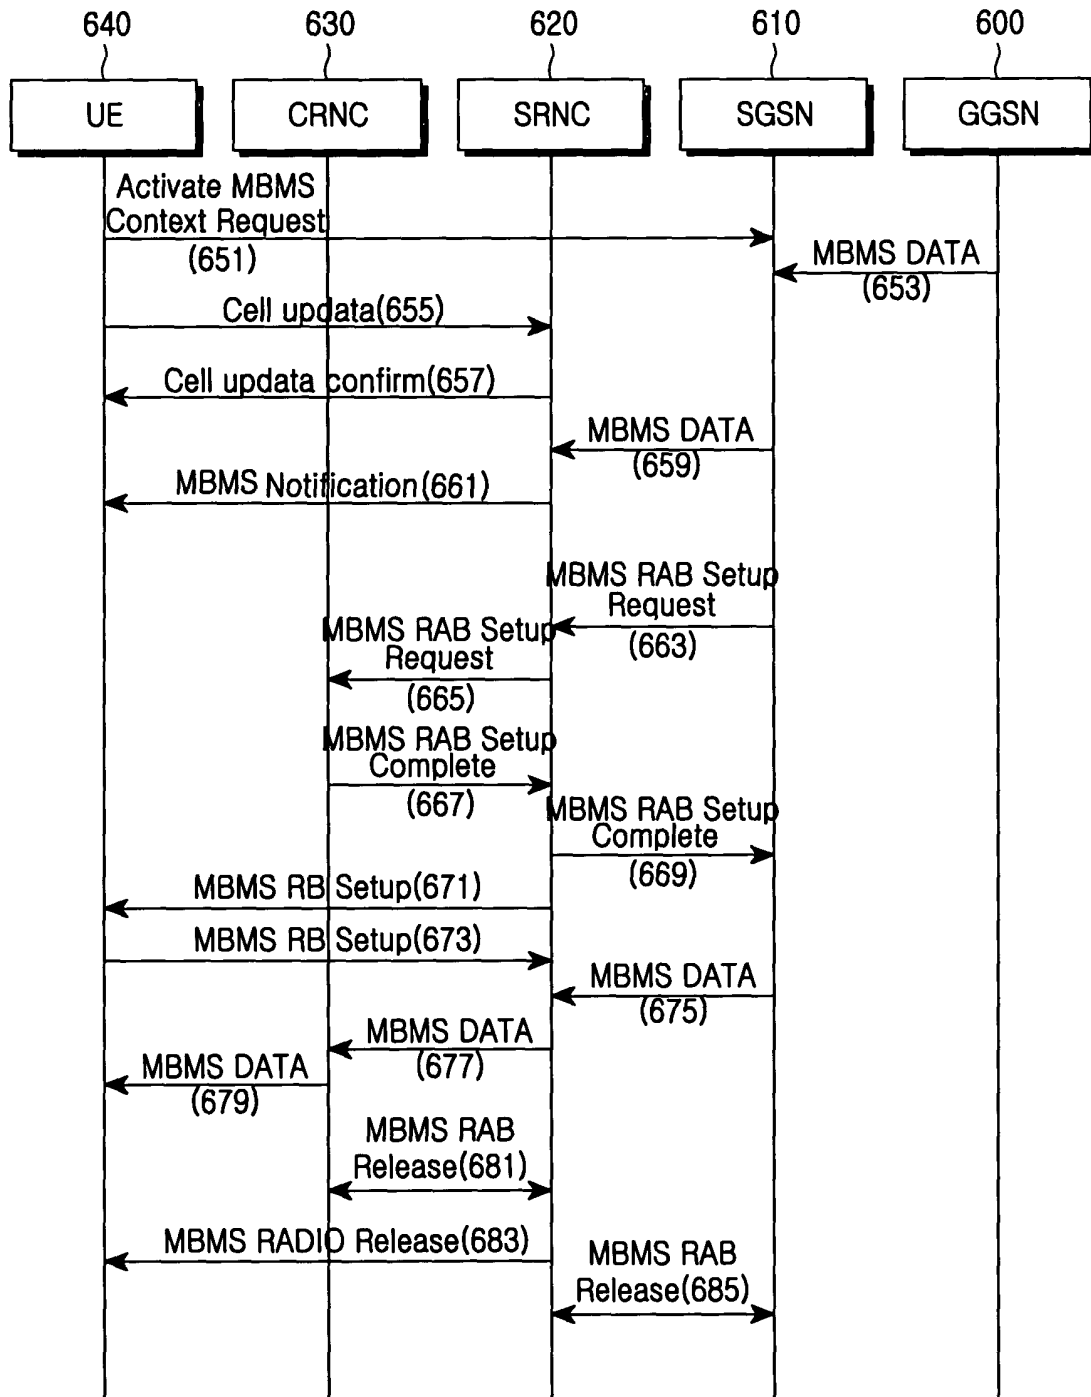 640 630 620 610 600
UE CRNC SRNC SGSN GGSN
Activate MBMS
Context Request
(651)
MBMS DATA
(653)
Cell updata(655)
Cell updata confirm(657)
MBMS DATA
(659)
MBMS Notification(661)
MBMS RAB Setup
Request
(663)
MBMS RAB Setup
Request
(665)
MBMS RAB Setup
Complete
(667)
MBMS RAB Setup
Complete
(669)
MBMS RB Setup(671)
MBMS RB Setup(673)
MBMS DATA
(675)
MBMS DATA
(677)
MBMS DATA
(679)
MBMS RAB
Release(681)
MBMS RADIO Release(683)
MBMS RAB
Release(685)